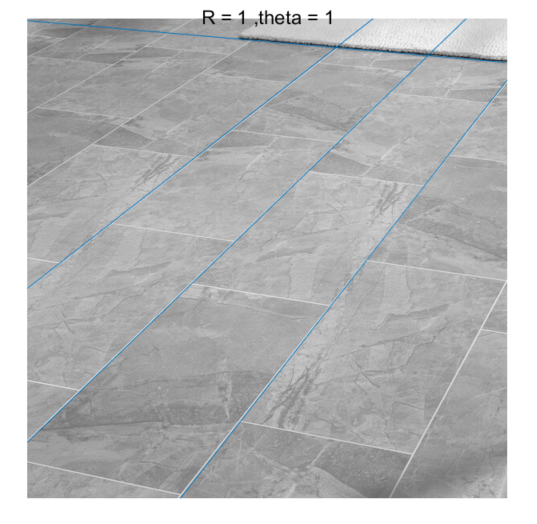 R = 1 ,theta = 1